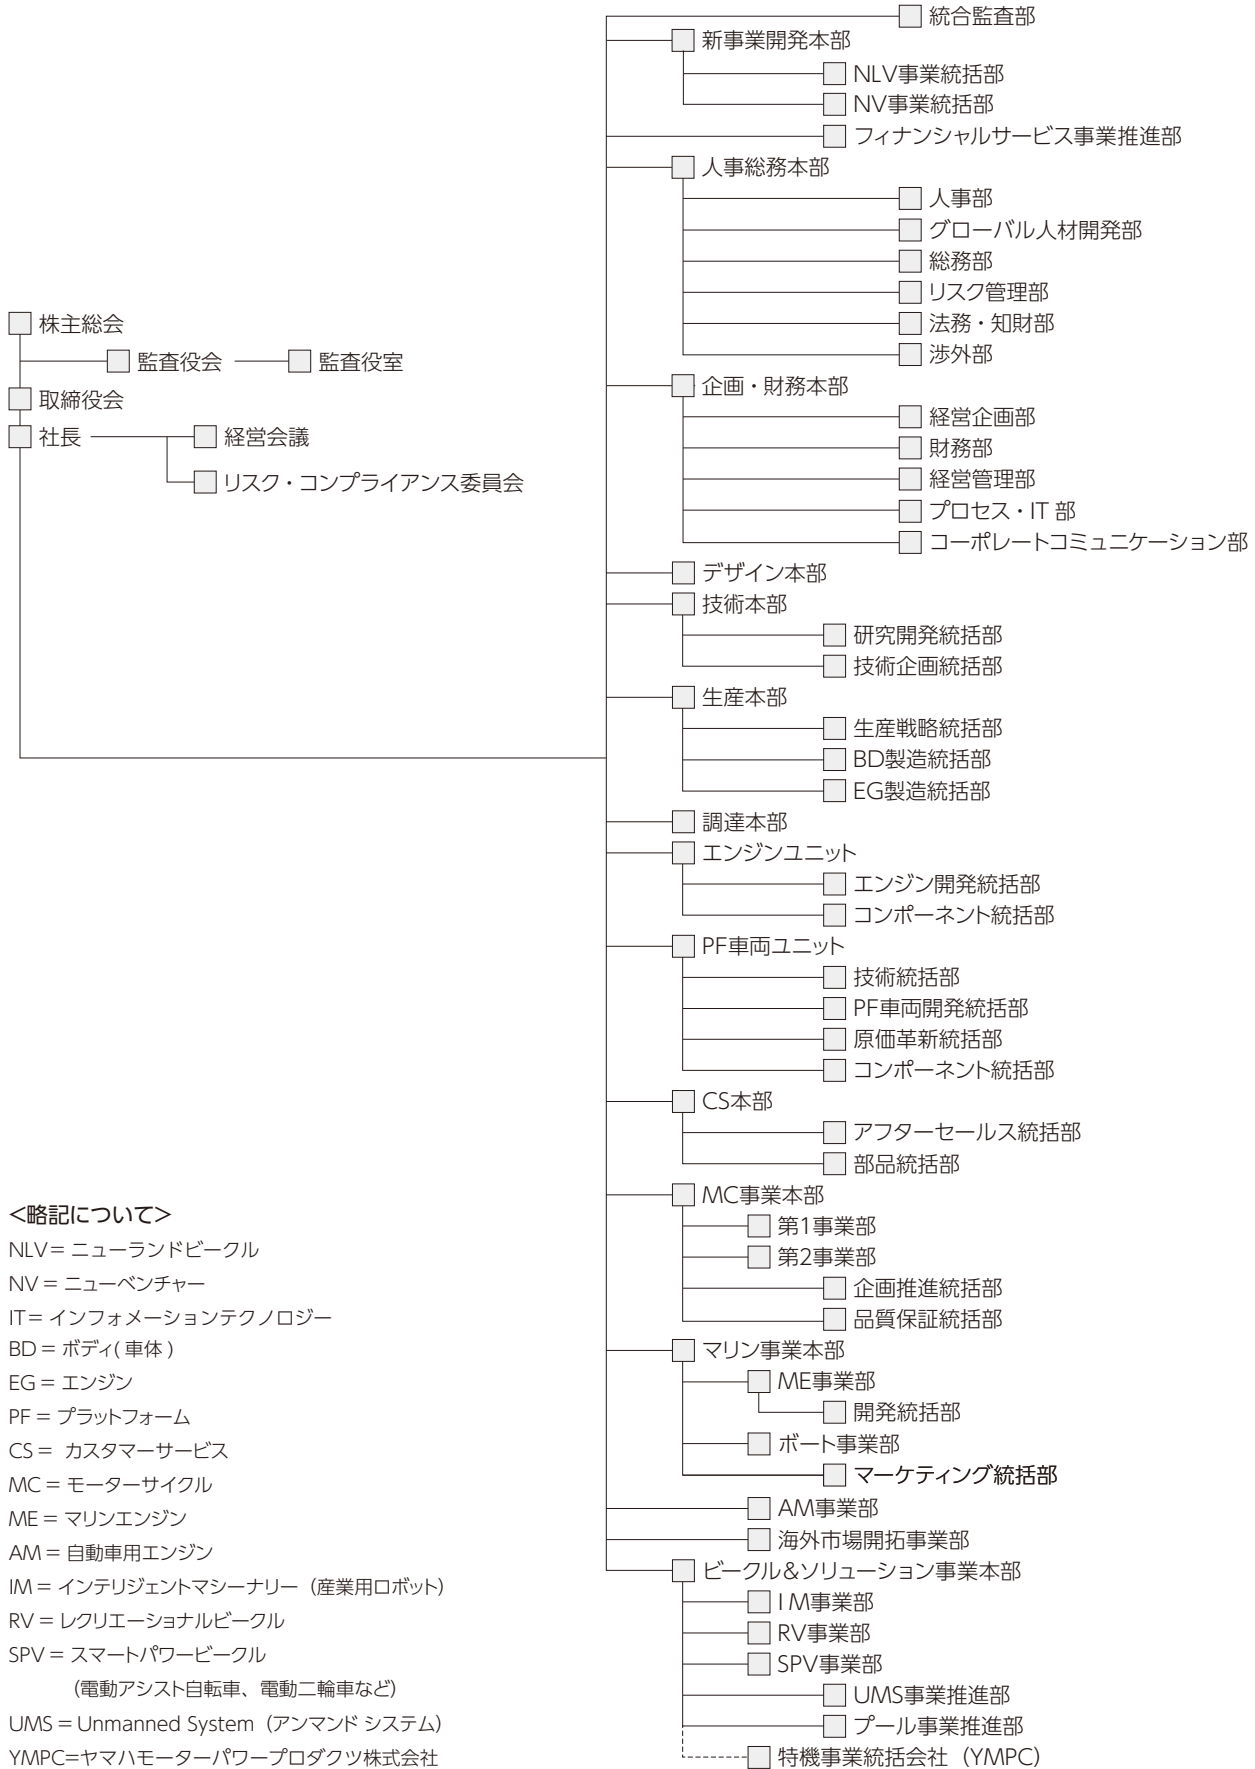 株主総会
監査役会
監査役室
取締役会
社長
経営会議
リスク・コンプライアンス委員会
統合監査部
新事業開発本部
NLV事業統括部
NV事業統括部
フィナンシャルサービス事業推進部
人事総務本部
人事部
グローバル人材開発部
総務部
リスク管理部
法務・知財部
渉外部
企画・財務本部
経営企画部
財務部
経営管理部
プロセス・IT 部
コーポレートコミュニケーション部
デザイン本部
技術本部
研究開発統括部
技術企画統括部
生産本部
生産戦略統括部
BD製造統括部
EG製造統括部
調達本部
エンジンユニット
エンジン開発統括部
コンポーネント統括部
PF車両ユニット
技術統括部
PF車両開発統括部
原価革新統括部
コンポーネント統括部
CS本部
アフターセールス統括部
部品統括部
MC事業本部
第1事業部
第2事業部
企画推進統括部
品質保証統括部
マリン事業本部
ME事業部
開発統括部
ボート事業部
マーケティング統括部
AM事業部
海外市場開拓事業部
ビークル&ソリューション事業本部
IM事業部
RV事業部
SPV事業部
UMS事業推進部
プール事業推進部
特機事業統括会社（YMPC）
<略記について>
NLV= ニューランドビークル
NV = ニューベンチャー
IT= インフォメーションテクノロジー
BD = ボディ( 車体 )
EG = エンジン
PF = プラットフォーム
CS = カスタマーサービス
MC = モーターサイクル
ME = マリンエンジン
AM = 自動車用エンジン
IM = インテリジェントマシーナリー（産業用ロボット）
RV = レクリエーショナルビークル
SPV = スマートパワービークル
（電動アシスト自転車、電動二輪車など）
UMS = Unmanned System（アンマンド システム）
YMPC=ヤマハモーターパワープロダクツ株式会社